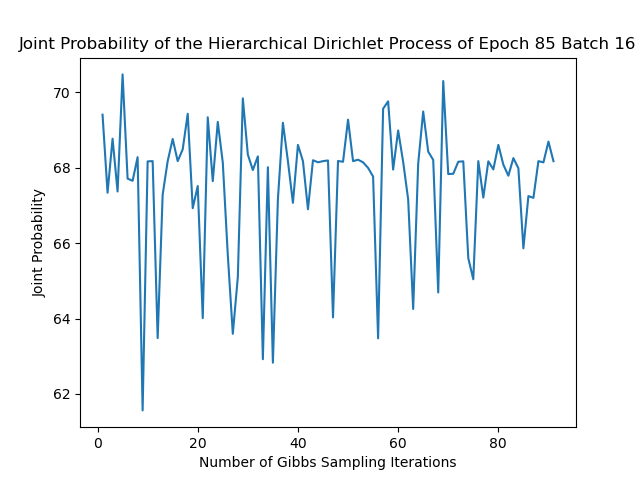 Joint Probability of the Hierarchical Dirichlet Process of Epoch 85 Batch 16
70
68
66
64
62
Joint Probability
0 20 40 60 80
Number of Gibbs Sampling Iterations